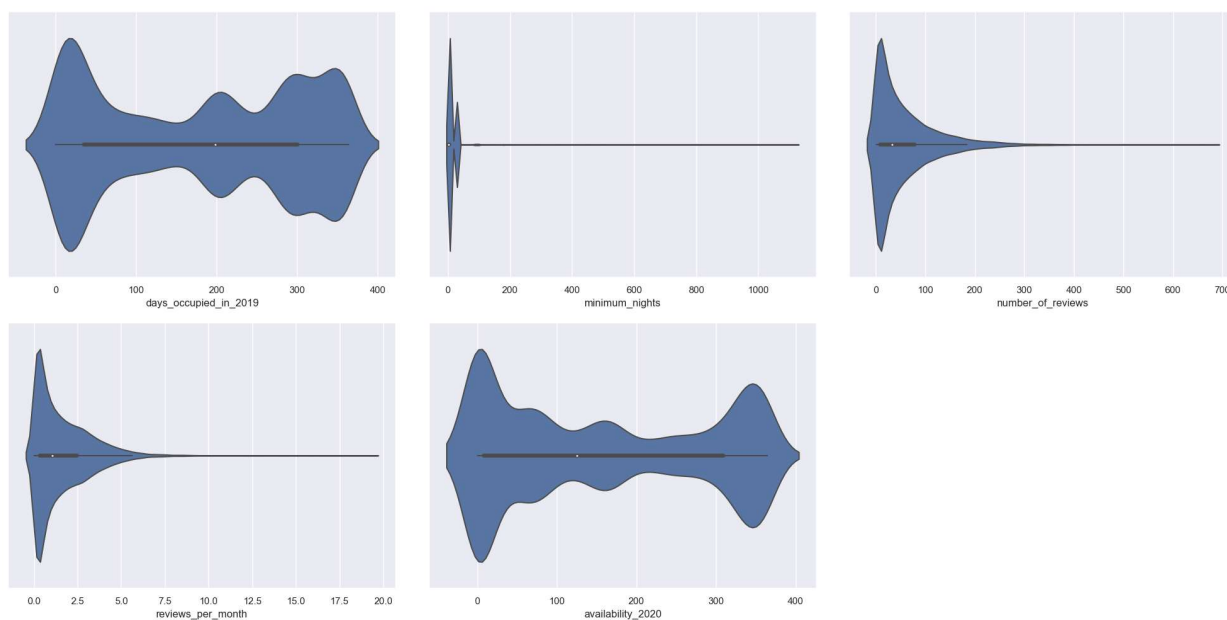 0 100 200 300 400
days_occupied_in_2019
0 200 400 600 800 1000
minimum_nights
0 100 200 300 400 500 600 700
number_of_reviews
0.0 2.5 5.0 7.5 10.0 12.5 15.0 17.5 20.0
reviews_per_month
0 100 200 300 400
availability_2020